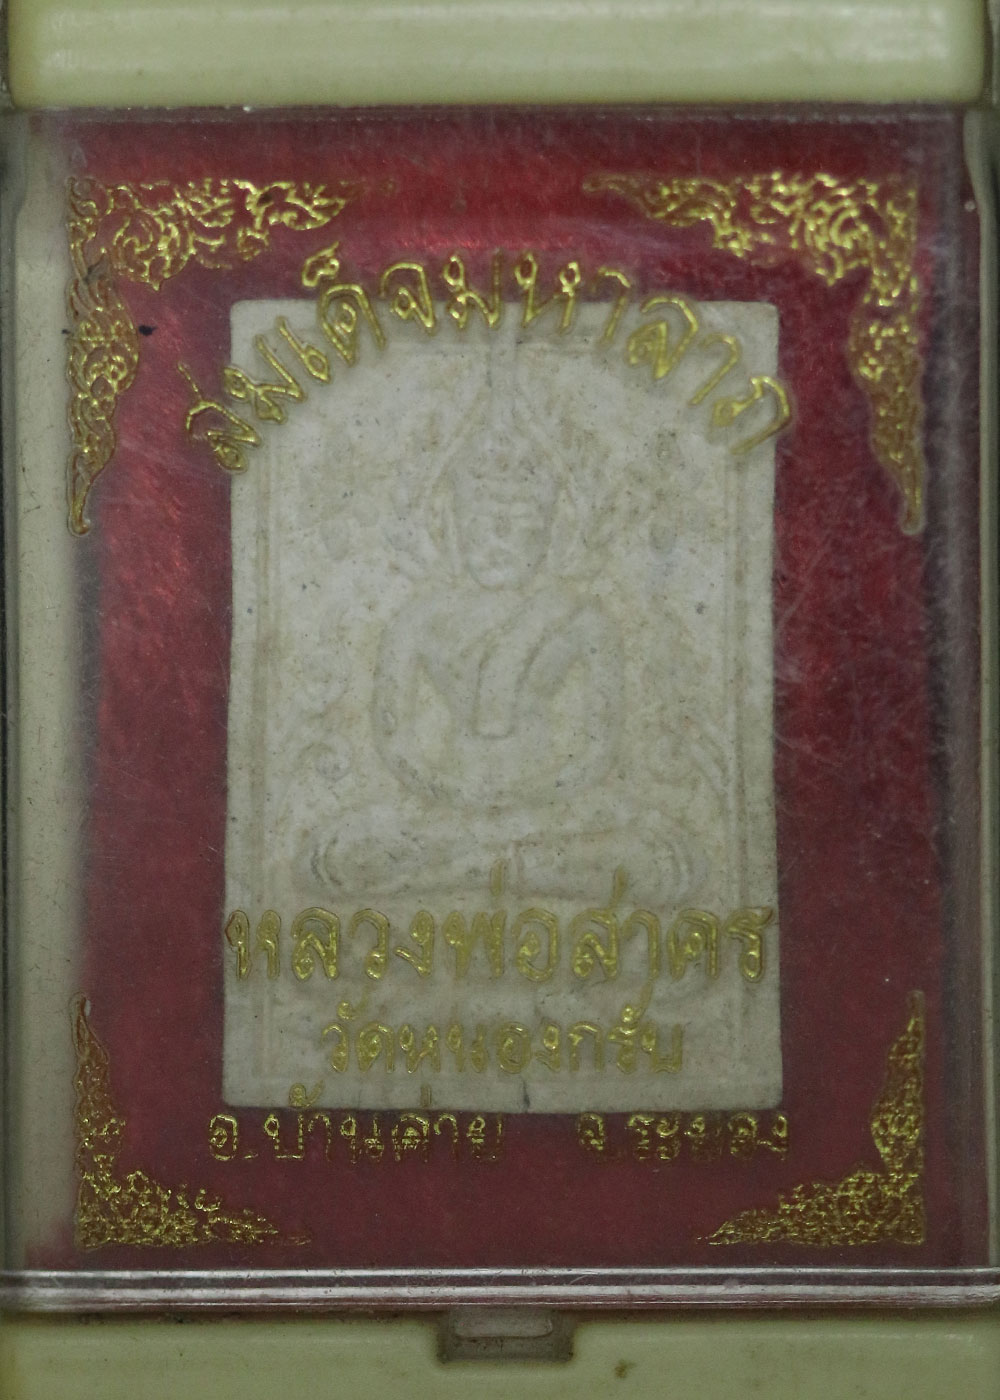 สมเด็จมหาลาภ
หลวงพ่อสาคร
วัดหนองกรับ
อ.บ้านค่าย จ.ระยอง